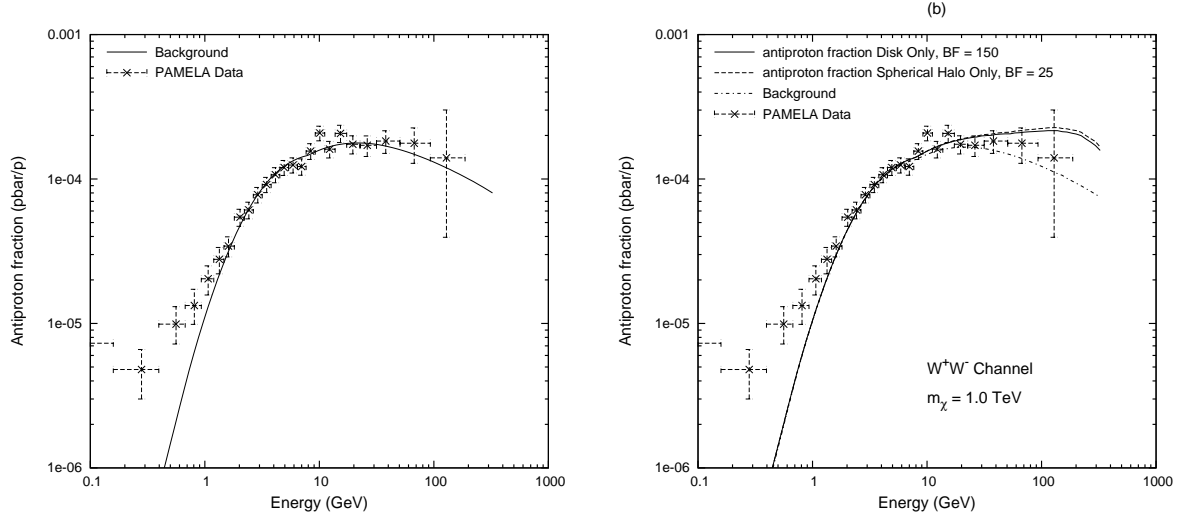 0.001
1e-04
1e-05
1e-06
Antiproton fraction (pbar/p)
Background
PAMELA Data
0.1 1 10 100 1000
Energy (GeV)
(b)
0.001
1e-04
1e-05
1e-06
Antiproton fraction (pbar/p)
antiproton fraction Disk Only, BF = 150
antiproton fraction Spherical Halo Only, BF = 25
Background
PAMELA Data
W⁺W⁻ Channel
m_χ = 1.0 TeV
0.1 1 10 100 1000
Energy (GeV)